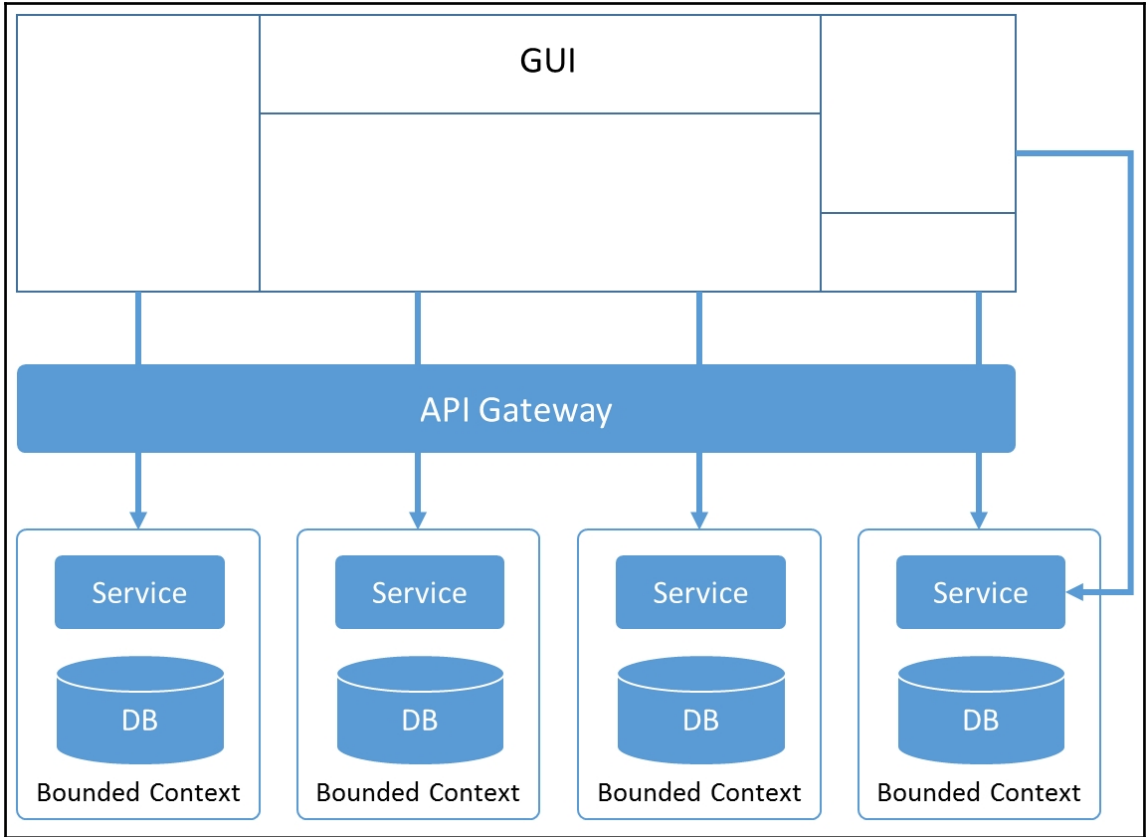 GUI
API Gateway
Service
Service
Service
Service
DB
DB
DB
DB
Bounded Context
Bounded Context
Bounded Context
Bounded Context